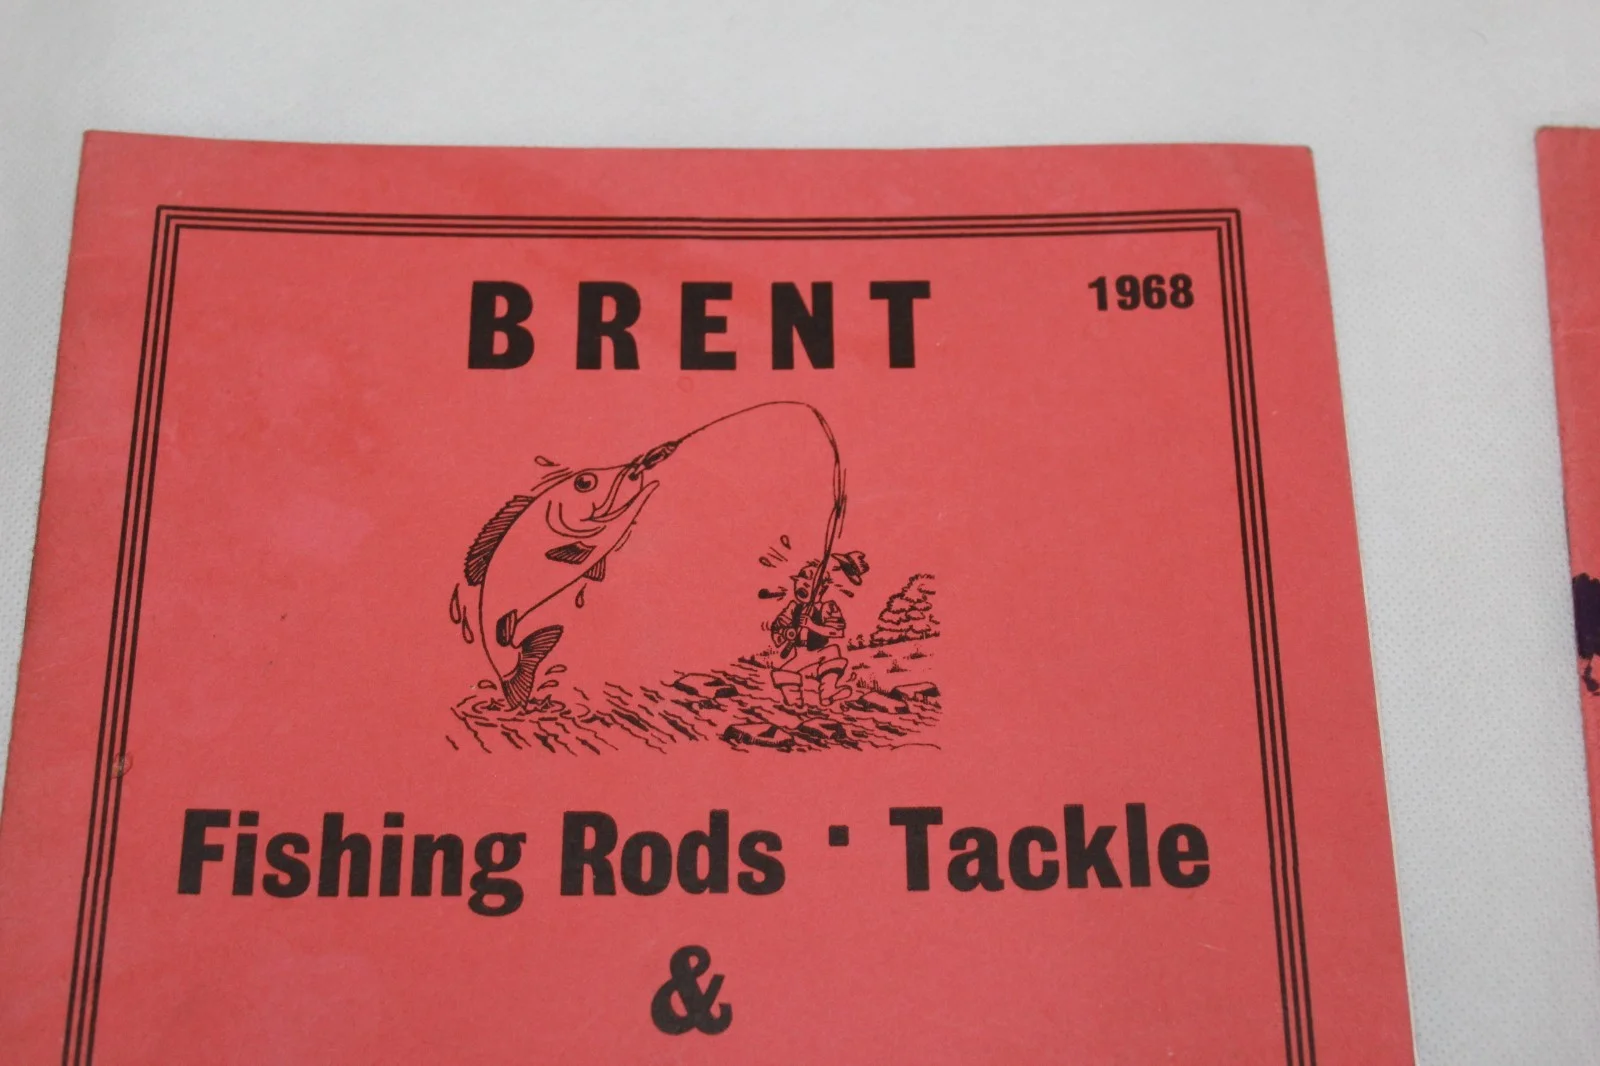 BRENT
1968
Fishing Rods · Tackle
&